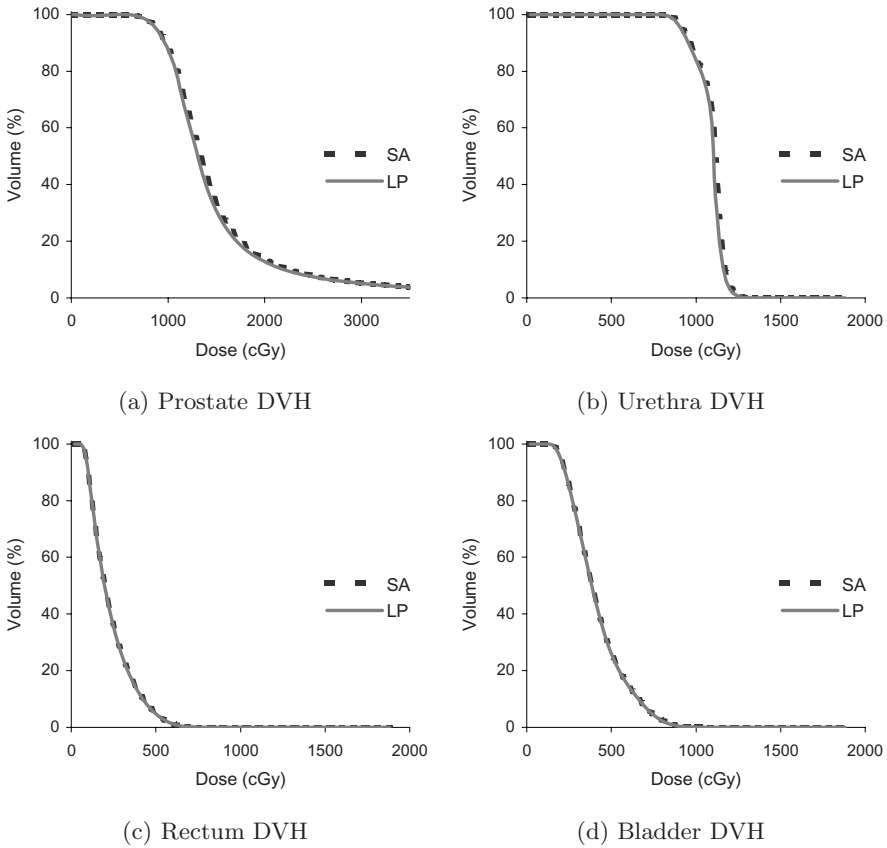 100
80
60
40
20
0
Volume (%)
0 1000 2000 3000
Dose (cGy)
SA
LP
(a) Prostate DVH
100
80
60
40
20
0
Volume (%)
0 500 1000 1500 2000
Dose (cGy)
SA
LP
(b) Urethra DVH
100
80
60
40
20
0
Volume (%)
0 500 1000 1500 2000
Dose (cGy)
SA
LP
(c) Rectum DVH
100
80
60
40
20
0
Volume (%)
0 500 1000 1500 2000
Dose (cGy)
SA
LP
(d) Bladder DVH